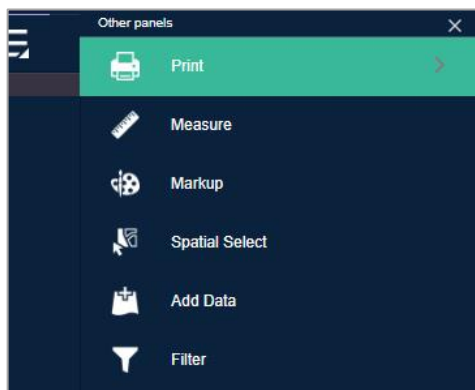 Other panels
Print
Measure
Markup
Spatial Select
Add Data
Filter